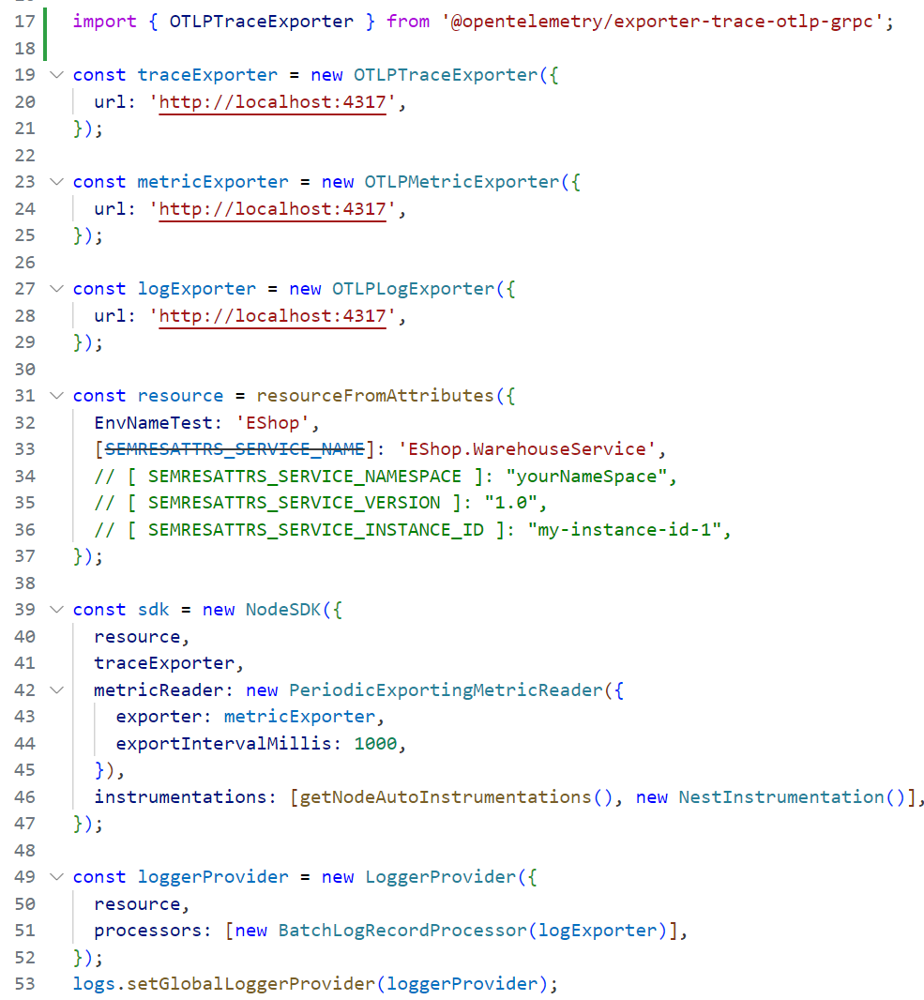 17 import { OTLPTraceExporter } from '@opentelemetry/exporter-trace-otlp-grpc';
18
19 const traceExporter = new OTLPTraceExporter({
20   url: 'http://localhost:4317',
21 });
22
23 const metricExporter = new OTLPMetricExporter({
24   url: 'http://localhost:4317',
25 });
26
27 const logExporter = new OTLPLogExporter({
28   url: 'http://localhost:4317',
29 });
30
31 const resource = resourceFromAttributes({
32   EnvNameTest: 'EShop',
33   [SEMRESATTRS_SERVICE_NAME]: 'EShop.WarehouseService',
34   // [ SEMRESATTRS_SERVICE_NAMESPACE ]: "yourNameSpace",
35   // [ SEMRESATTRS_SERVICE_VERSION ]: "1.0",
36   // [ SEMRESATTRS_SERVICE_INSTANCE_ID ]: "my-instance-id-1",
37 });
38
39 const sdk = new NodeSDK({
40   resource,
41   traceExporter,
42   metricReader: new PeriodicExportingMetricReader({
43     exporter: metricExporter,
44     exportIntervalMillis: 1000,
45   }),
46   instrumentations: [getNodeAutoInstrumentations(), new NestInstrumentation()],
47 });
48
49 const loggerProvider = new LoggerProvider({
50   resource,
51   processors: [new BatchLogRecordProcessor(logExporter)],
52 });
53 logs.setGlobalLoggerProvider(loggerProvider);